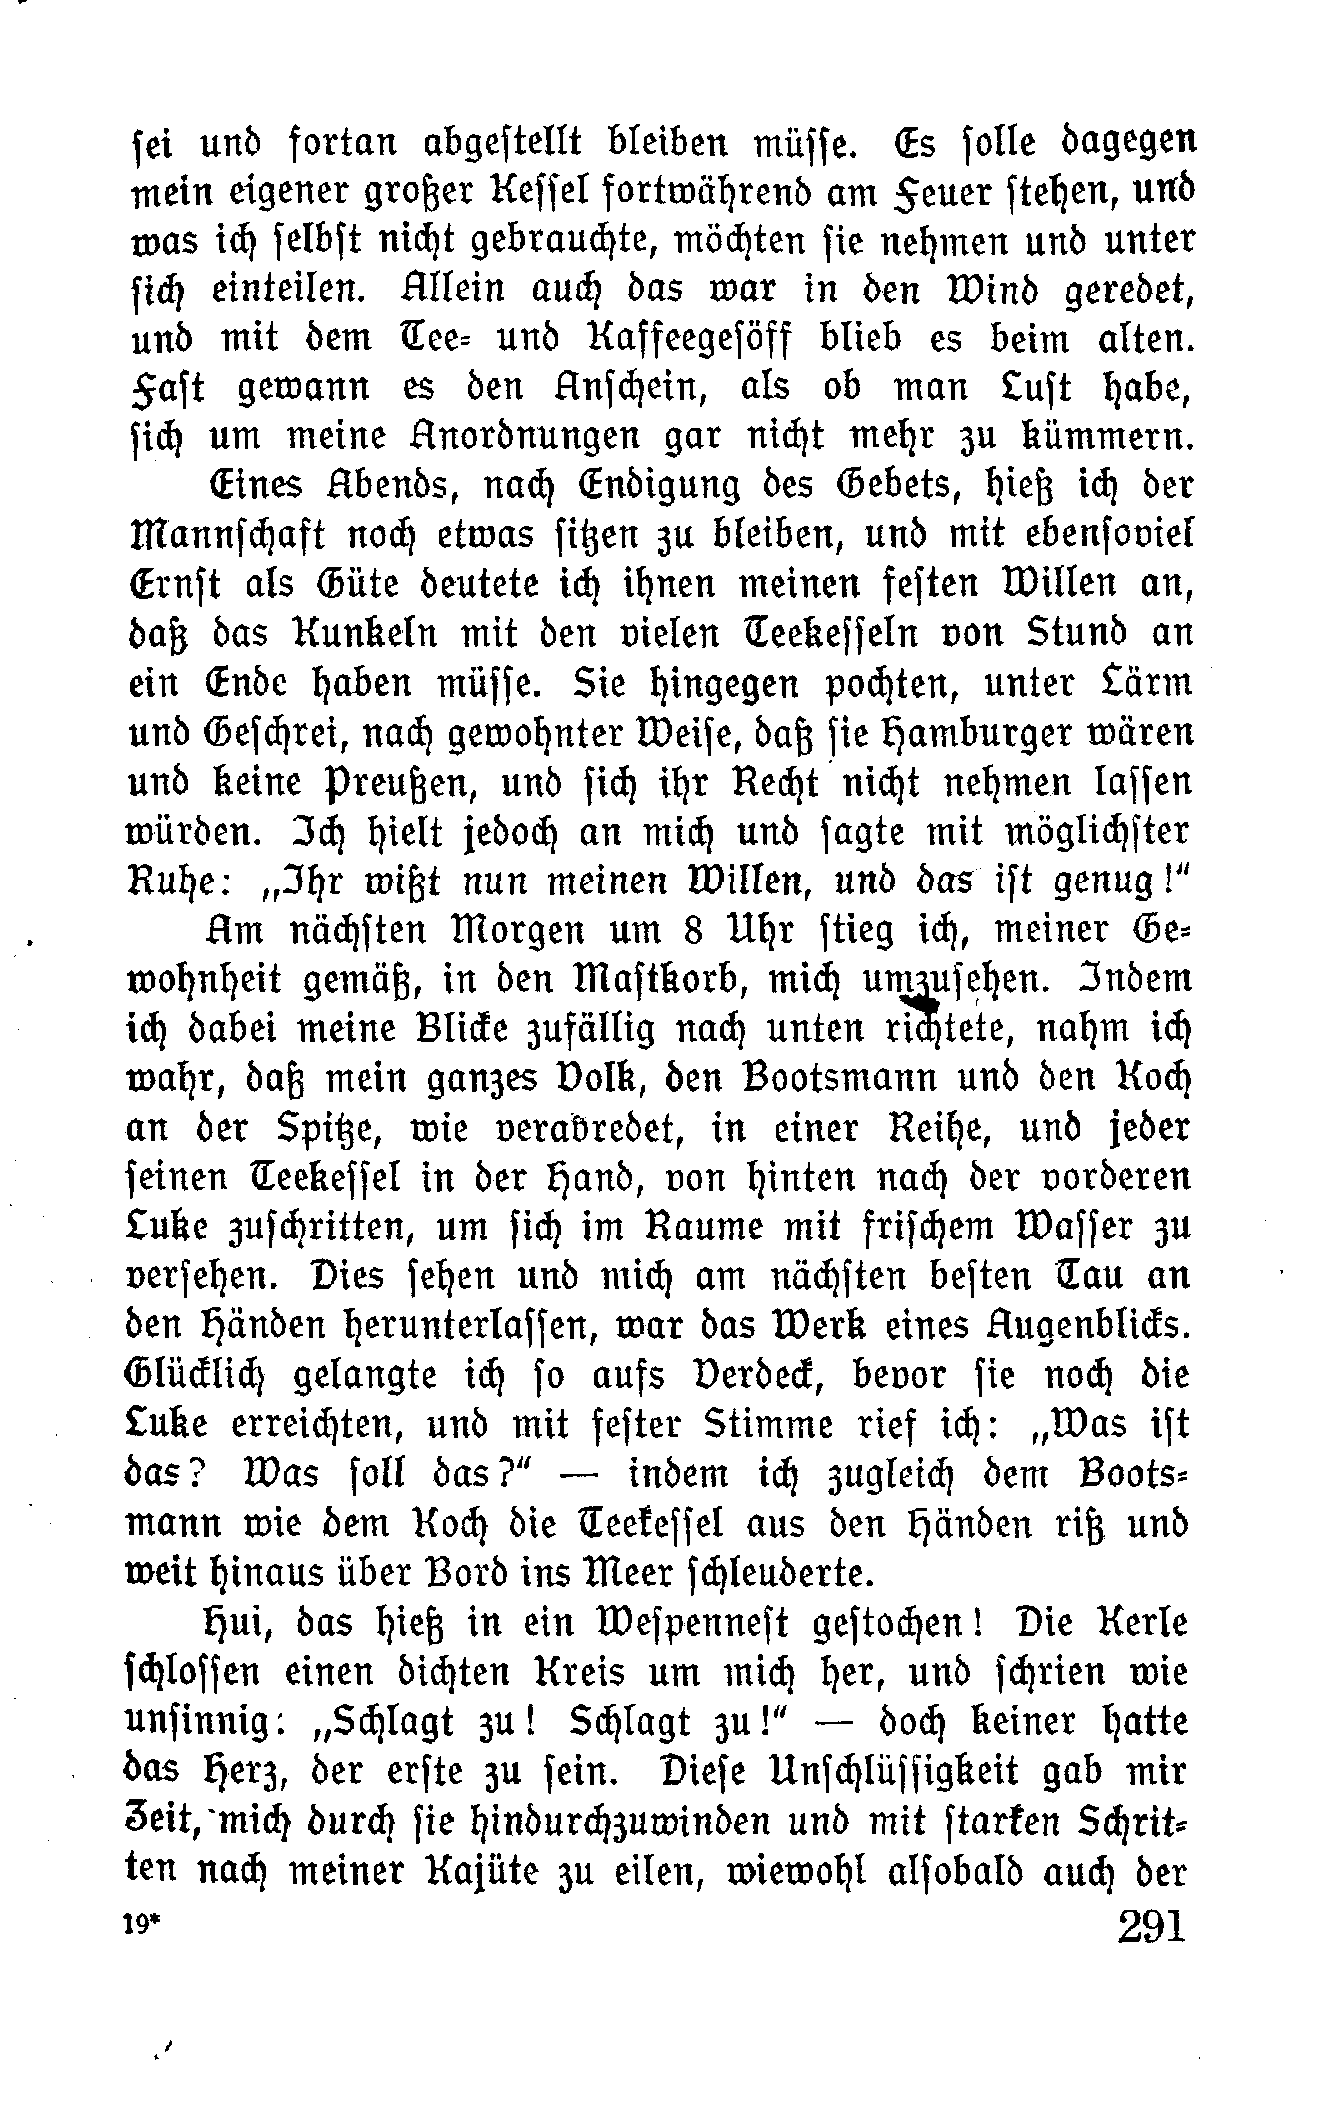 sei und fortan abgestellt bleiben müsse. Es solle dagegen
mein eigener großer Kessel fortwährend am Feuer stehen, und
was ich selbst nicht gebrauchte, möchten sie nehmen und unter
sich einteilen. Allein auch das war in den Wind geredet,
und mit dem Tee- und Kaffeegesöff blieb es beim alten.
Fast gewann es den Anschein, als ob man Lust habe,
sich um meine Anordnungen gar nicht mehr zu kümmern.
Eines Abends, nach Endigung des Gebets, hieß ich der
Mannschaft noch etwas sitzen zu bleiben, und mit ebensoviel
Ernst als Güte deutete ich ihnen meinen festen Willen an,
daß das Kunkeln mit den vielen Teekesseln von Stund an
ein Ende haben müsse. Sie hingegen pochten, unter Lärm
und Geschrei, nach gewohnter Weise, daß sie Hamburger wären
und keine Preußen, und sich ihr Recht nicht nehmen lassen
würden. Ich hielt jedoch an mich und sagte mit möglichster
Ruhe: „Ihr wißt nun meinen Willen, und das ist genug!"
Am nächsten Morgen um 8 Uhr stieg ich, meiner Ge-
wohnheit gemäß, in den Mastkorb, mich umzusehen. Indem
ich dabei meine Blicke zufällig nach unten richtete, nahm ich
wahr, daß mein ganzes Volk, den Bootsmann und den Koch
an der Spitze, wie verabredet, in einer Reihe, und jeder
seinen Teekessel in der Hand, von hinten nach der vorderen
Luke zuschritten, um sich im Raume mit frischem Wasser zu
versehen. Dies sehen und mich am nächsten besten Tau an
den Händen herunterlassen, war das Werk eines Augenblicks.
Glücklich gelangte ich so aufs Verdeck, bevor sie noch die
Luke erreichten, und mit fester Stimme rief ich: „Was ist
das? Was soll das?" — indem ich zugleich dem Boots-
mann wie dem Koch die Teekessel aus den Händen riß und
weit hinaus über Bord ins Meer schleuderte.
Hui, das hieß in ein Wespennest gestochen! Die Kerle
schlossen einen dichten Kreis um mich her, und schrien wie
unsinnig: „Schlagt zu! Schlagt zu!" — doch keiner hatte
das Herz, der erste zu sein. Diese Unschlüssigkeit gab mir
Zeit, mich durch sie hindurchzuwinden und mit starken Schrit-
ten nach meiner Kajüte zu eilen, wiewohl alsobald auch der
19*
291